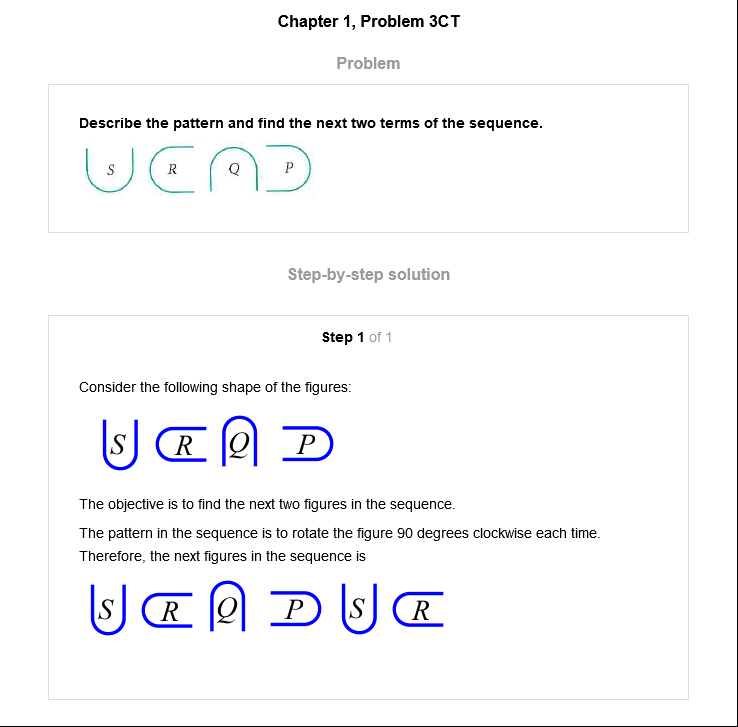 Chapter 1, Problem 3CT
Problem
Describe the pattern and find the next two terms of the sequence.
S R Q P
Step-by-step solution
Step 1 of 1
Consider the following shape of the figures:
S R Q P
The objective is to find the next two figures in the sequence.
The pattern in the sequence is to rotate the figure 90 degrees clockwise each time.
Therefore, the next figures in the sequence is
S R Q P S R